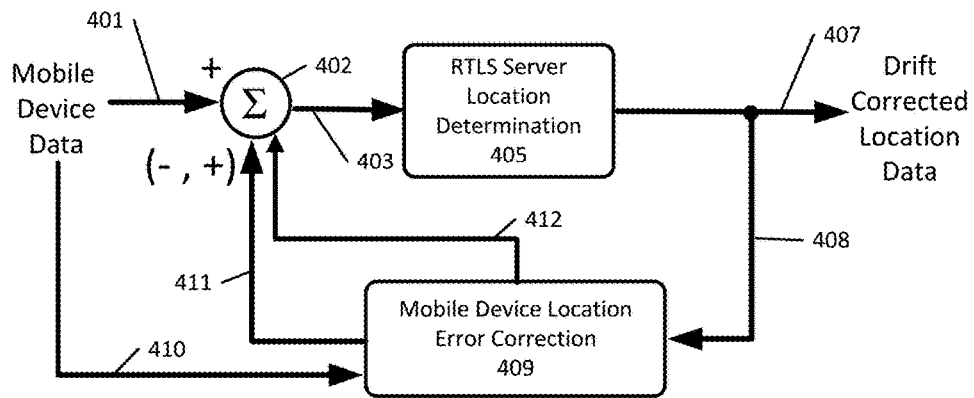 401
407
Mobile
Device
Data
+
402
Σ
403
RTLS Server
Location
Determination
405
Drift
Corrected
Location
Data
(- , +)
412
408
411
Mobile Device Location
Error Correction
409
410